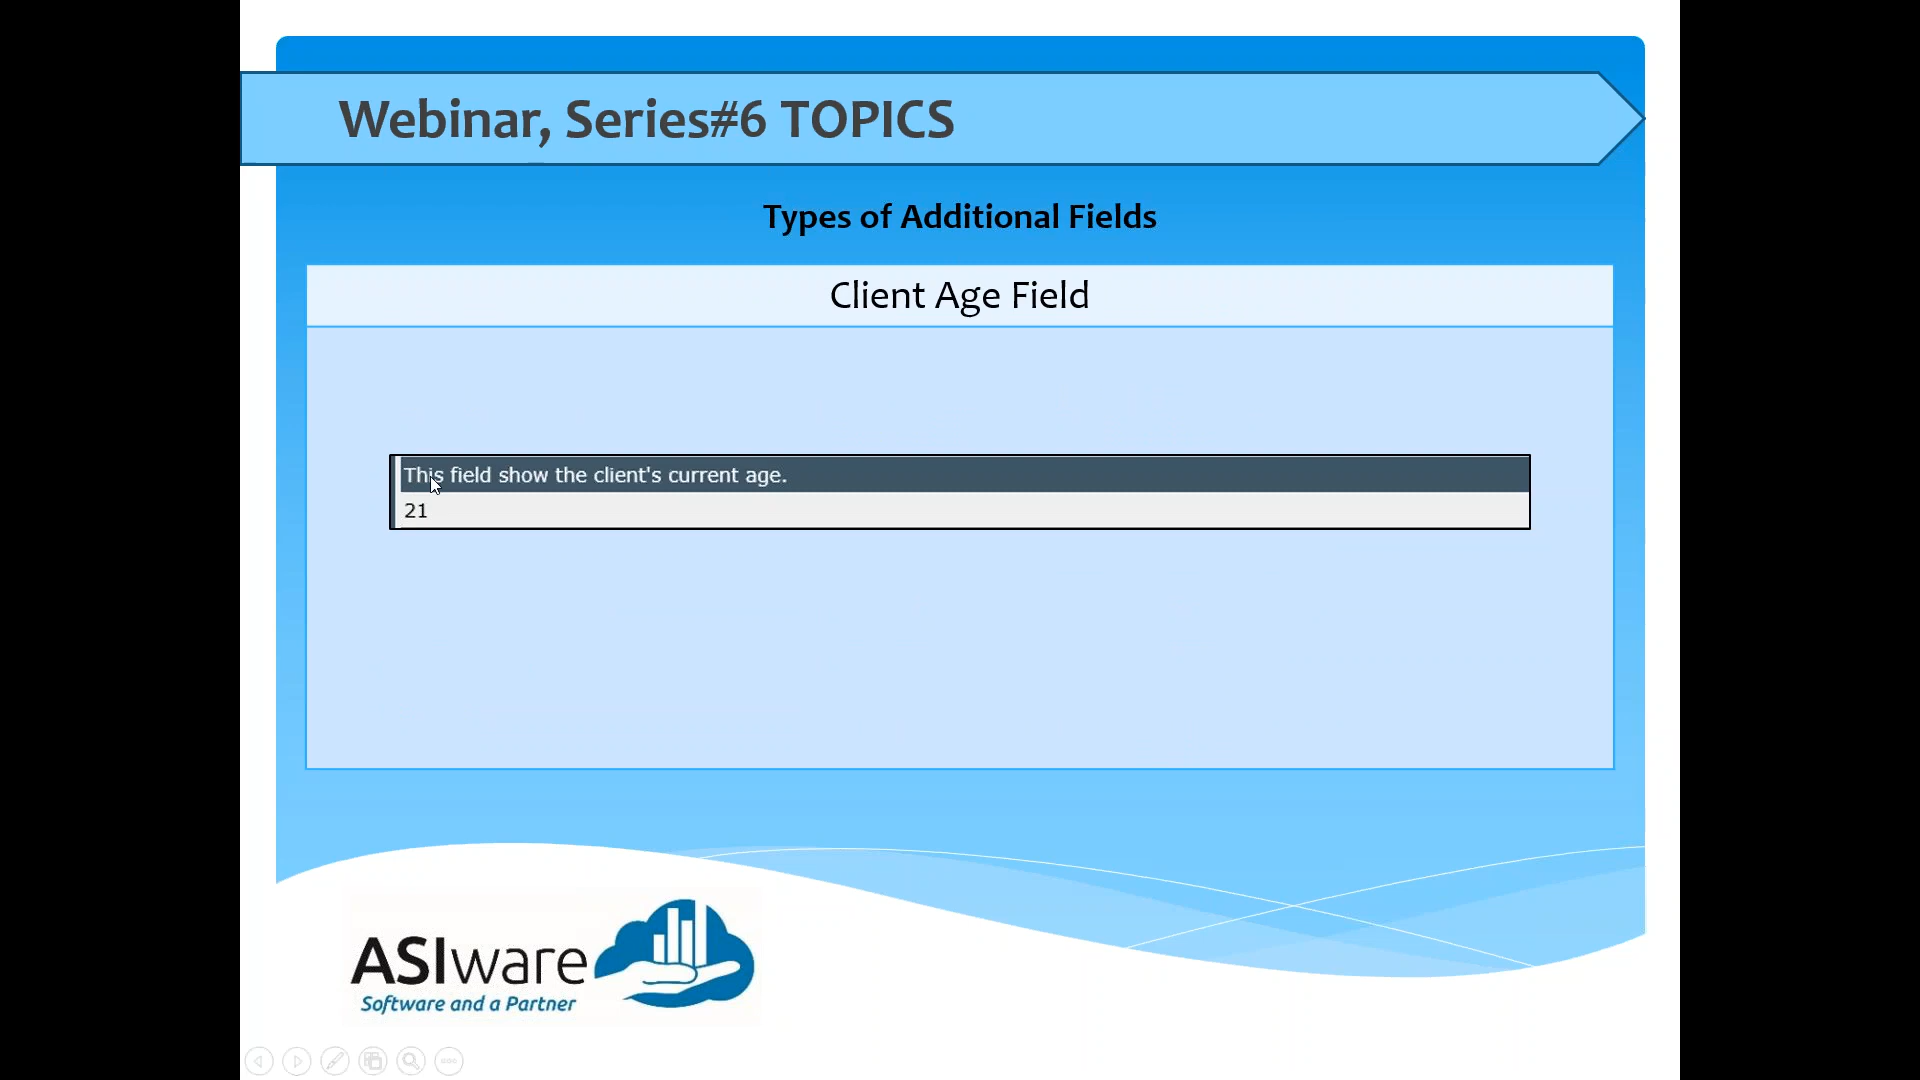 Webinar, Series#6 TOPICS
Types of Additional Fields
Client Age Field
This field show the client's current age.
21
ASIware
Software and a Partner